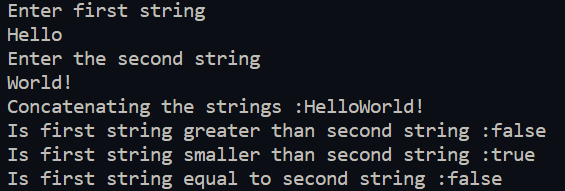 Enter first string
Hello
Enter the second string
World!
Concatenating the strings :HelloWorld!
Is first string greater than second string :false
Is first string smaller than second string :true
Is first string equal to second string :false